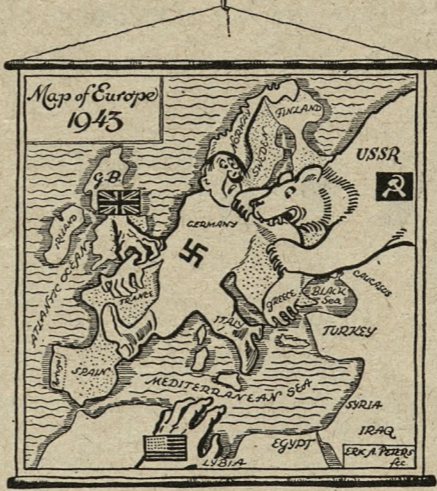 Map of Europe
1943
NORWAY
SWEDEN
FINLAND
USSR
G.B.
GERMANY
ATLANTIC OCEAN
FRANCE
CAUCASUS
GREECE
BLACK
Sea
ITALY
TURKEY
SPAIN
MEDITERRANEAN SEA
SYRIA
IRAQ
EGYPT
LYBIA
ERIK A. PETERS
fec.